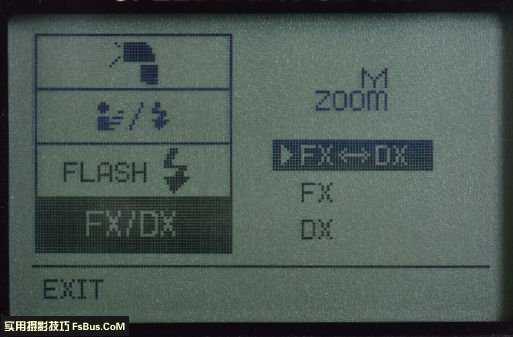 FLASH
FX/DX
M
ZOOM
FX⇔DX
FX
DX
EXIT
实用摄影技巧 FsBus.CoM